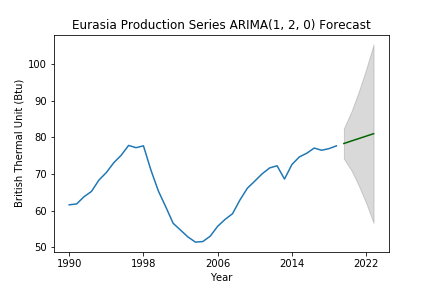 Eurasia Production Series ARIMA(1, 2, 0) Forecast
British Thermal Unit (Btu)
100
90
80
70
60
50
1990 1998 2006 2014 2022
Year